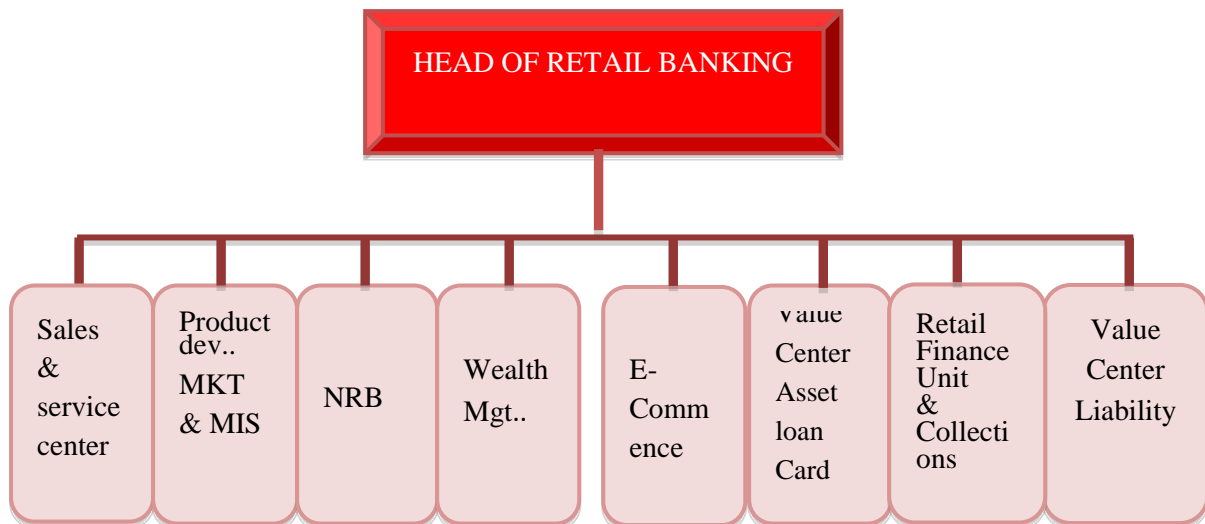 HEAD OF RETAIL BANKING
Sales
&
service
center
Product
dev..
MKT
& MIS
NRB
Wealth
Mgt..
E-
Comm
ence
Value
Center
Asset
loan
Card
Retail
Finance
Unit
&
Collecti
ons
Value
Center
Liability